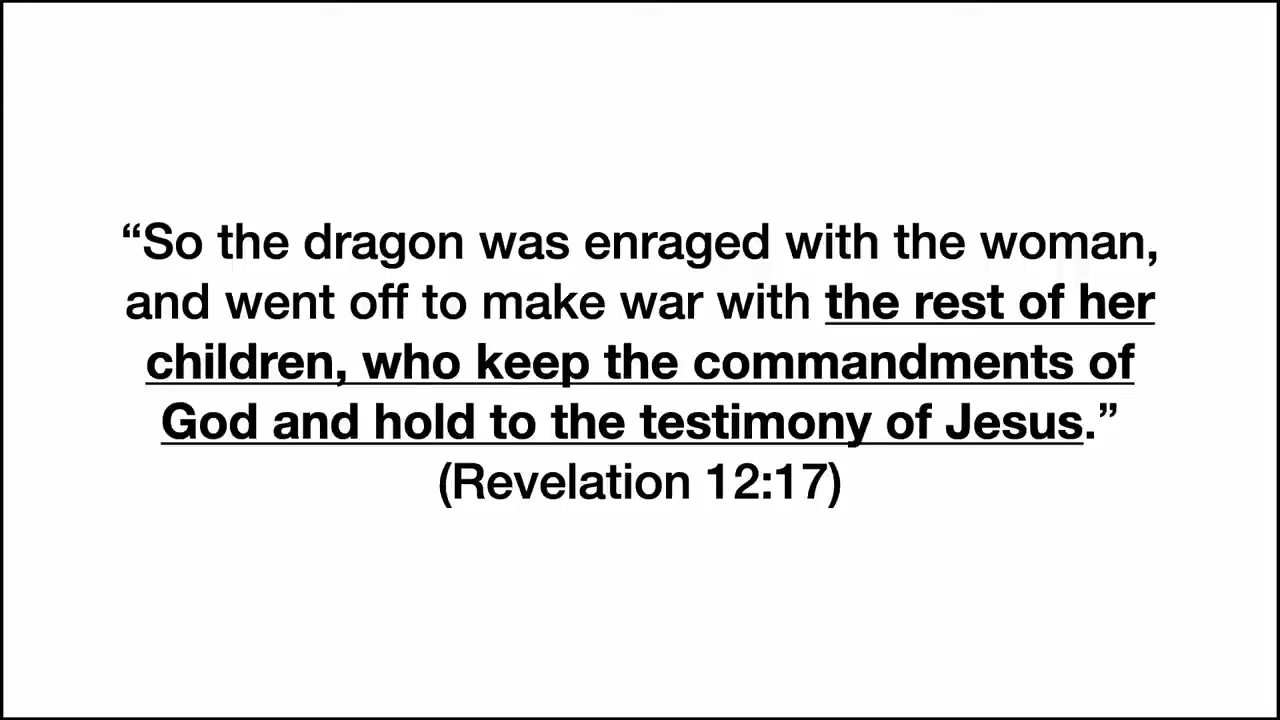 “So the dragon was enraged with the woman,
and went off to make war with the rest of her
children, who keep the commandments of
God and hold to the testimony of Jesus.”
(Revelation 12:17)